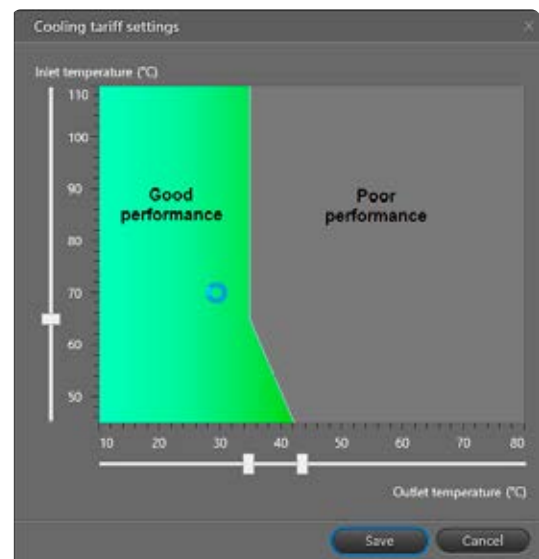 Cooling tariff settings
Inlet temperature (°C)
110
100
90
80
70
60
50
Good
performance
Poor
performance
10 20 30 40 50 60 70 80
Outlet temperature (°C)
Save Cancel